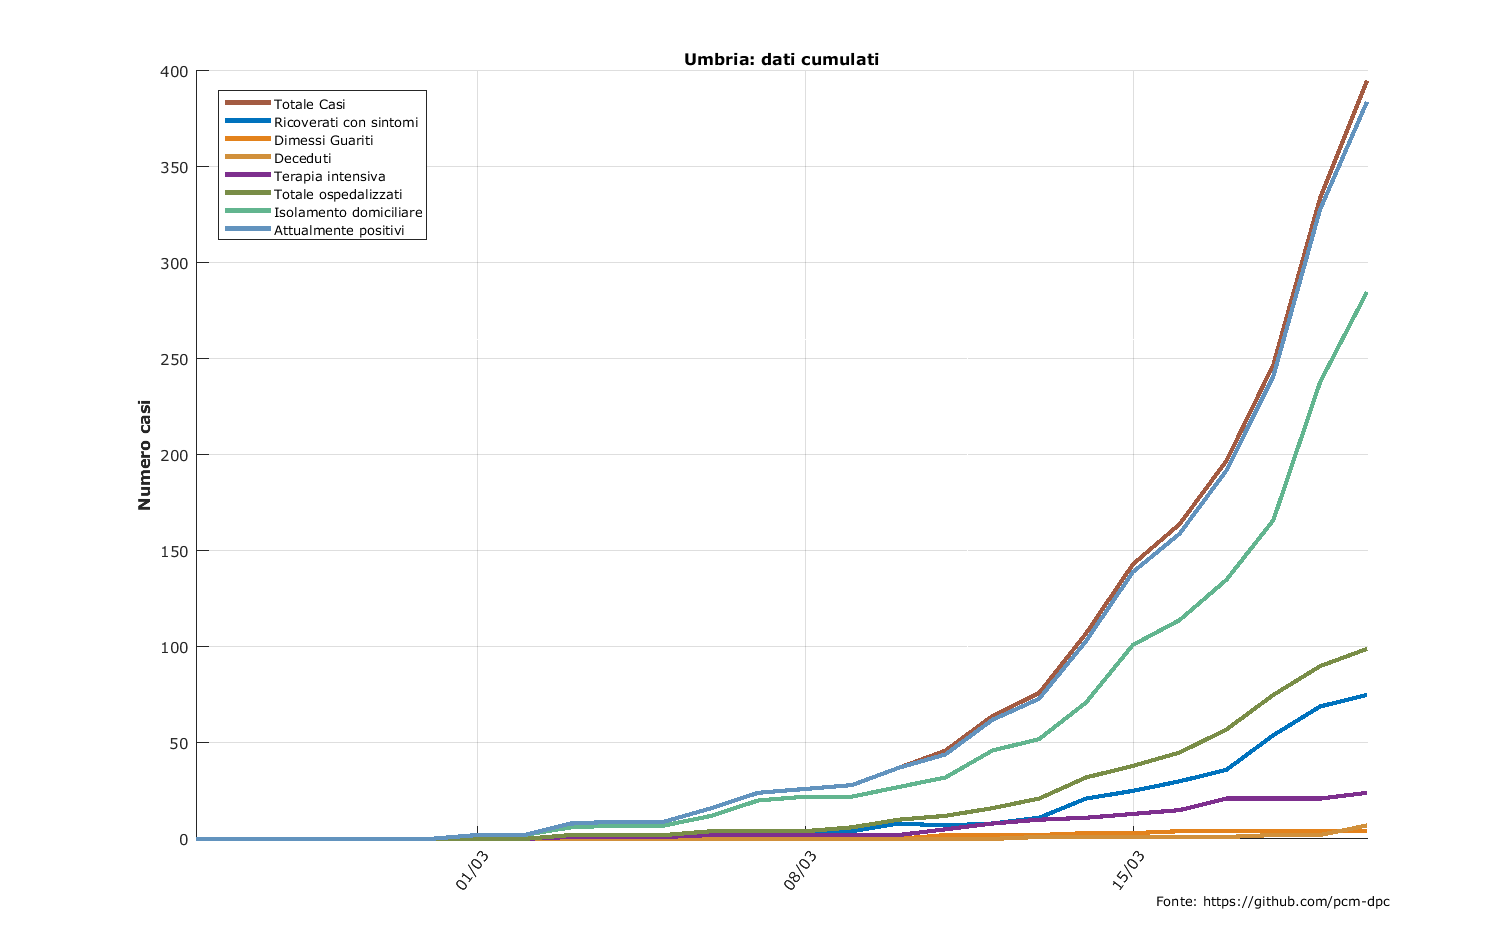 Umbria: dati cumulati
400
350
300
250
200
150
100
50
0
Numero casi
Totale Casi
Ricoverati con sintomi
Dimessi Guariti
Deceduti
Terapia intensiva
Totale ospedalizzati
Isolamento domiciliare
Attualmente positivi
01/03
08/03
15/03
Fonte: https://github.com/pcm-dpc